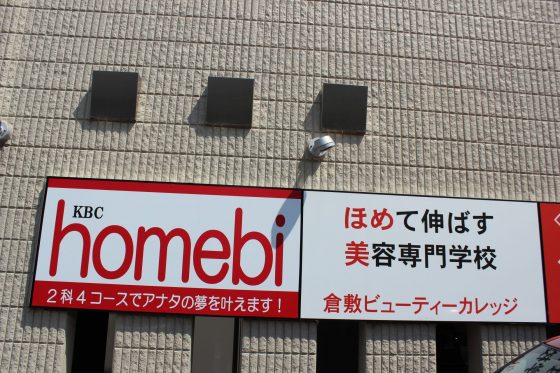 KBC
homebi
2科4コースでアナタの夢を叶えます!
ほめて伸ばす
美容専門学校
倉敷ビューティーカレッジ